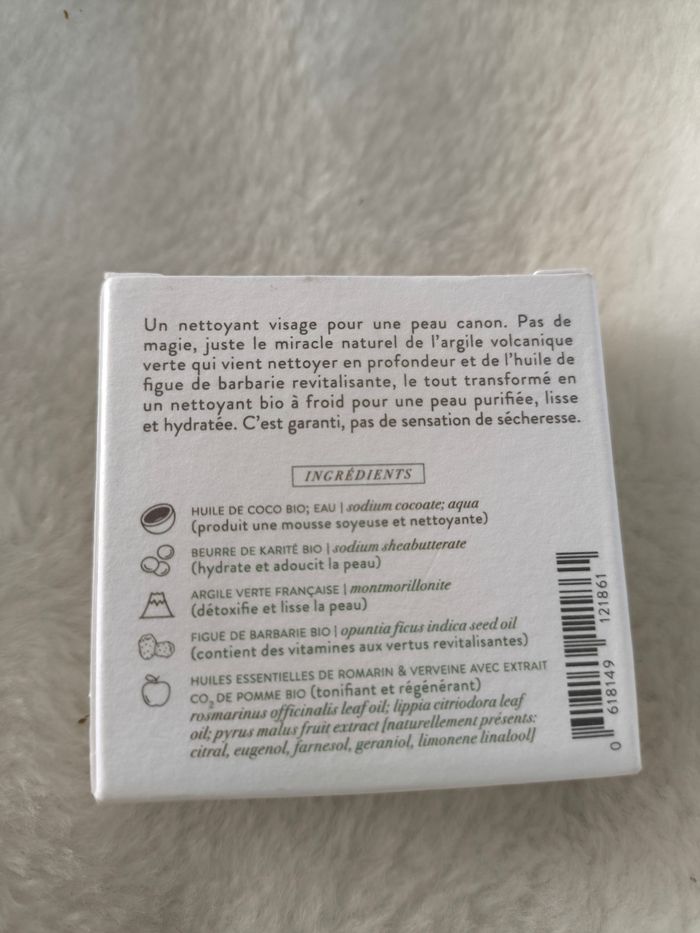 Un nettoyant visage pour une peau canon. Pas de
magie, juste le miracle naturel de l'argile volcanique
verte qui vient nettoyer en profondeur et de l'huile de
figue de barbarie revitalisante, le tout transformé en
un nettoyant bio à froid pour une peau purifiée, lisse
et hydratée. C'est garanti, pas de sensation de sécheresse.
INGRÉDIENTS
HUILE DE COCO BIO; EAU | sodium cocoate; aqua
(produit une mousse soyeuse et nettoyante)
BEURRE DE KARITÉ BIO | sodium sheabutterate
(hydrate et adoucit la peau)
ARGILE VERTE FRANÇAISE | montmorillonite
(détoxifie et lisse la peau)
FIGUE DE BARBARIE BIO | opuntia ficus indica seed oil
(contient des vitamines aux vertus revitalisantes)
HUILES ESSENTIELLES DE ROMARIN & VERVEINE AVEC EXTRAIT
CO₂ DE POMME BIO (tonifiant et régénérant)
rosmarinus officinalis leaf oil; lippia citriodora leaf
oil; pyrus malus fruit extract [naturellement présents:
citral, eugenol, farnesol, geraniol, limonene linalool]
0 618149 121861